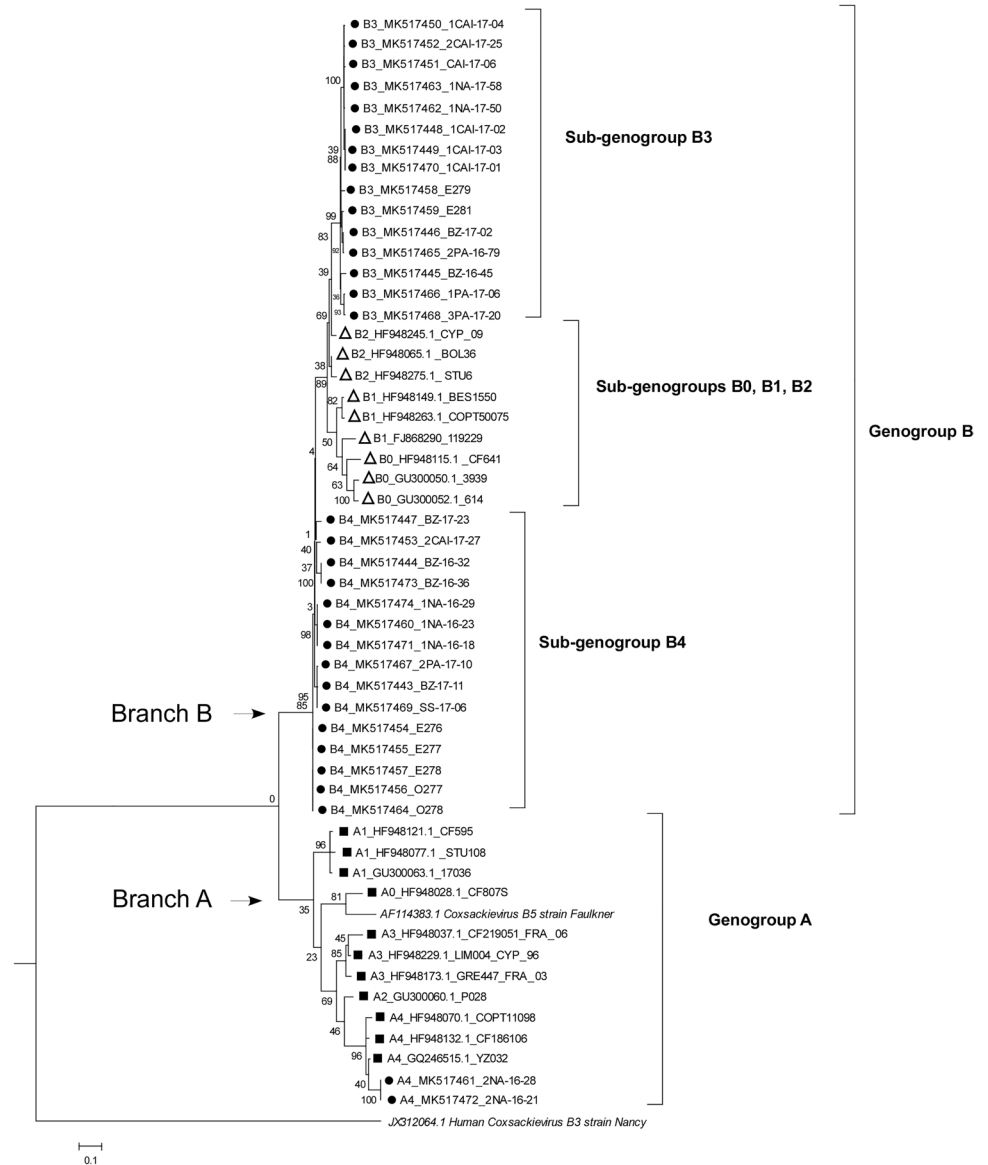 B3_MK517450_1CAI-17-04
B3_MK517452_2CAI-17-25
B3_MK517451_CAI-17-06
100
B3_MK517463_1NA-17-58
B3_MK517462_1NA-17-50
B3_MK517448_1CAI-17-02
Sub-genogroup B3
39
B3_MK517449_1CAI-17-03
88
B3_MK517470_1CAI-17-01
B3_MK517458_E279
99
B3_MK517459_E281
83
B3_MK517446_BZ-17-02
92
B3_MK517465_2PA-16-79
39
B3_MK517445_BZ-16-45
36
B3_MK517466_1PA-17-06
93
B3_MK517468_3PA-17-20
69
B2_HF948245.1_CYP_09
B2_HF948065.1_BOL36
38
B2_HF948275.1_ STU6
89
Sub-genogroups B0, B1, B2
82
B1_HF948149.1_BES1550
B1_HF948263.1_COPT50075
Genogroup B
50
B1_FJ868290_119229
4
64
B0_HF948115.1 _CF641
63
B0_GU300050.1_3939
100
B0_GU300052.1_614
B4_MK517447_BZ-17-23
1
B4_MK517453_2CAI-17-27
40
B4_MK517444_BZ-16-32
37
100
B4_MK517473_BZ-16-36
3
B4_MK517474_1NA-16-29
B4_MK517460_1NA-16-23
98
B4_MK517471_1NA-16-18
Sub-genogroup B4
B4_MK517467_2PA-17-10
B4_MK517443_BZ-17-11
95
85
B4_MK517469_SS-17-06
Branch B
B4_MK517454_E276
B4_MK517455_E277
B4_MK517457_E278
B4_MK517456_O277
0
B4_MK517464_O278
A1_HF948121.1_CF595
96
A1_HF948077.1_STU108
A1_GU300063.1_17036
Branch A
A0_HF948028.1_CF807S
81
35
AF114383.1 Coxsackievirus B5 strain Faulkner
Genogroup A
A3_HF948037.1_CF219051_FRA_06
45
A3_HF948229.1_LIM004_CYP_96
85
23
A3_HF948173.1_GRE447_FRA_03
69
A2_GU300060.1_P028
A4_HF948070.1_COPT11098
46
A4_HF948132.1_CF186106
96
A4_GQ246515.1_YZ032
A4_MK517461_2NA-16-28
40
100
A4_MK517472_2NA-16-21
JX312064.1 Human Coxsackievirus B3 strain Nancy
0.1